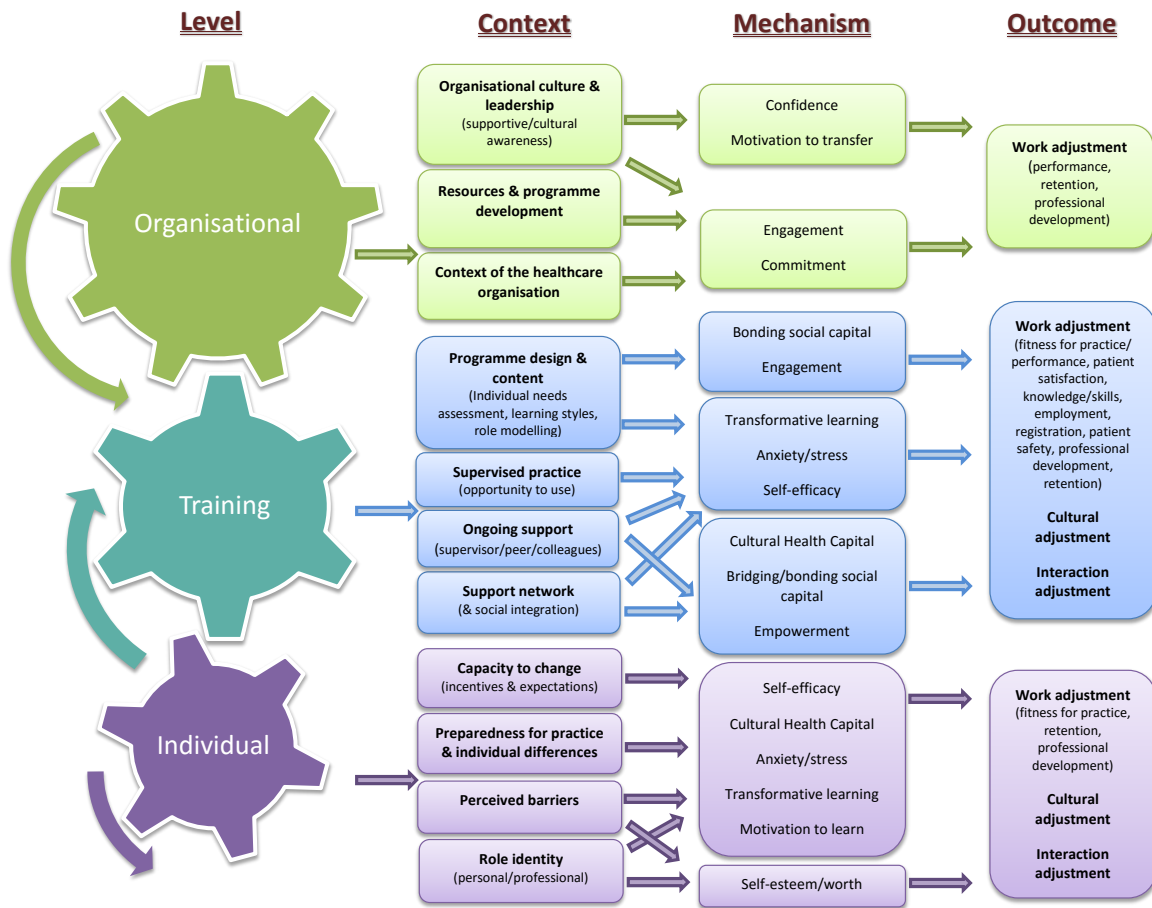 Level
Context
Mechanism
Outcome
Organisational
Organisational culture &
leadership
(supportive/cultural
awareness)
Resources & programme
development
Context of the healthcare
organisation
Confidence
Motivation to transfer
Engagement
Commitment
Work adjustment
(performance,
retention,
professional
development)
Training
Programme design &
content
(Individual needs
assessment, learning styles,
role modelling)
Supervised practice
(opportunity to use)
Ongoing support
(supervisor/peer/colleagues)
Support network
(& social integration)
Bonding social capital
Engagement
Transformative learning
Anxiety/stress
Self-efficacy
Cultural Health Capital
Bridging/bonding social
capital
Empowerment
Work adjustment
(fitness for practice/
performance, patient
satisfaction,
knowledge/skills,
employment,
registration, patient
safety, professional
development,
retention)
Cultural
adjustment
Interaction
adjustment
Individual
Capacity to change
(incentives & expectations)
Preparedness for practice
& individual differences
Perceived barriers
Role identity
(personal/professional)
Self-efficacy
Cultural Health Capital
Anxiety/stress
Transformative learning
Motivation to learn
Self-esteem/worth
Work adjustment
(fitness for practice,
retention,
professional
development)
Cultural
adjustment
Interaction
adjustment